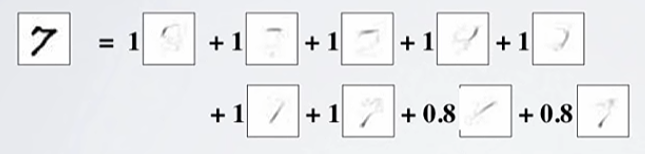 7 = 1 + 1 + 1 + 1 + 1
+ 1 + 1 + 0.8 + 0.8